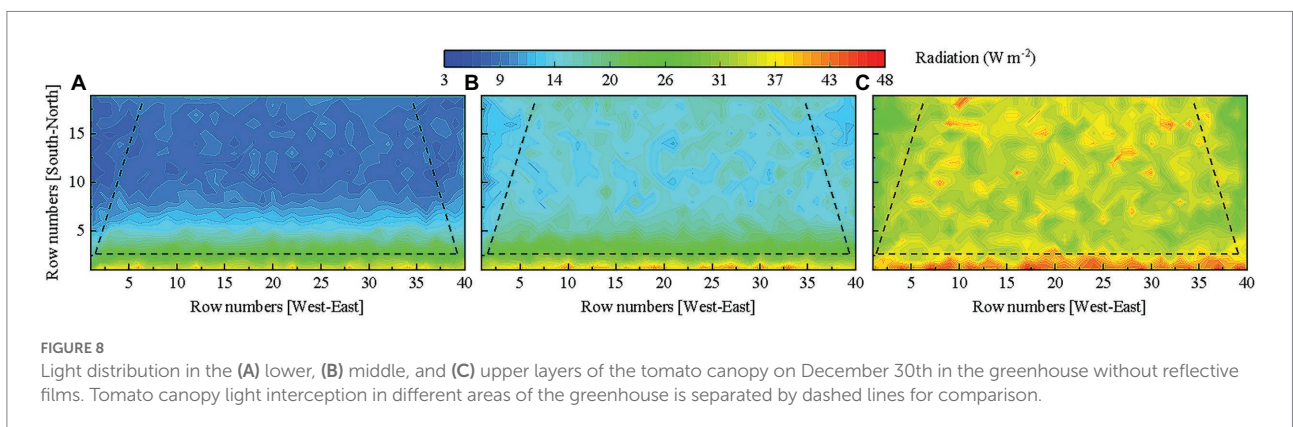 Radiation (W m-2)
3 9 14 20 26 31 37 43 48
A B C
15
10
5
Row numbers [South-North]
5 10 15 20 25 30 35 40 5 10 15 20 25 30 35 40 5 10 15 20 25 30 35 40
Row numbers [West-East] Row numbers [West-East] Row numbers [West-East]
FIGURE 8
Light distribution in the (A) lower, (B) middle, and (C) upper layers of the tomato canopy on December 30th in the greenhouse without reflective
films. Tomato canopy light interception in different areas of the greenhouse is separated by dashed lines for comparison.